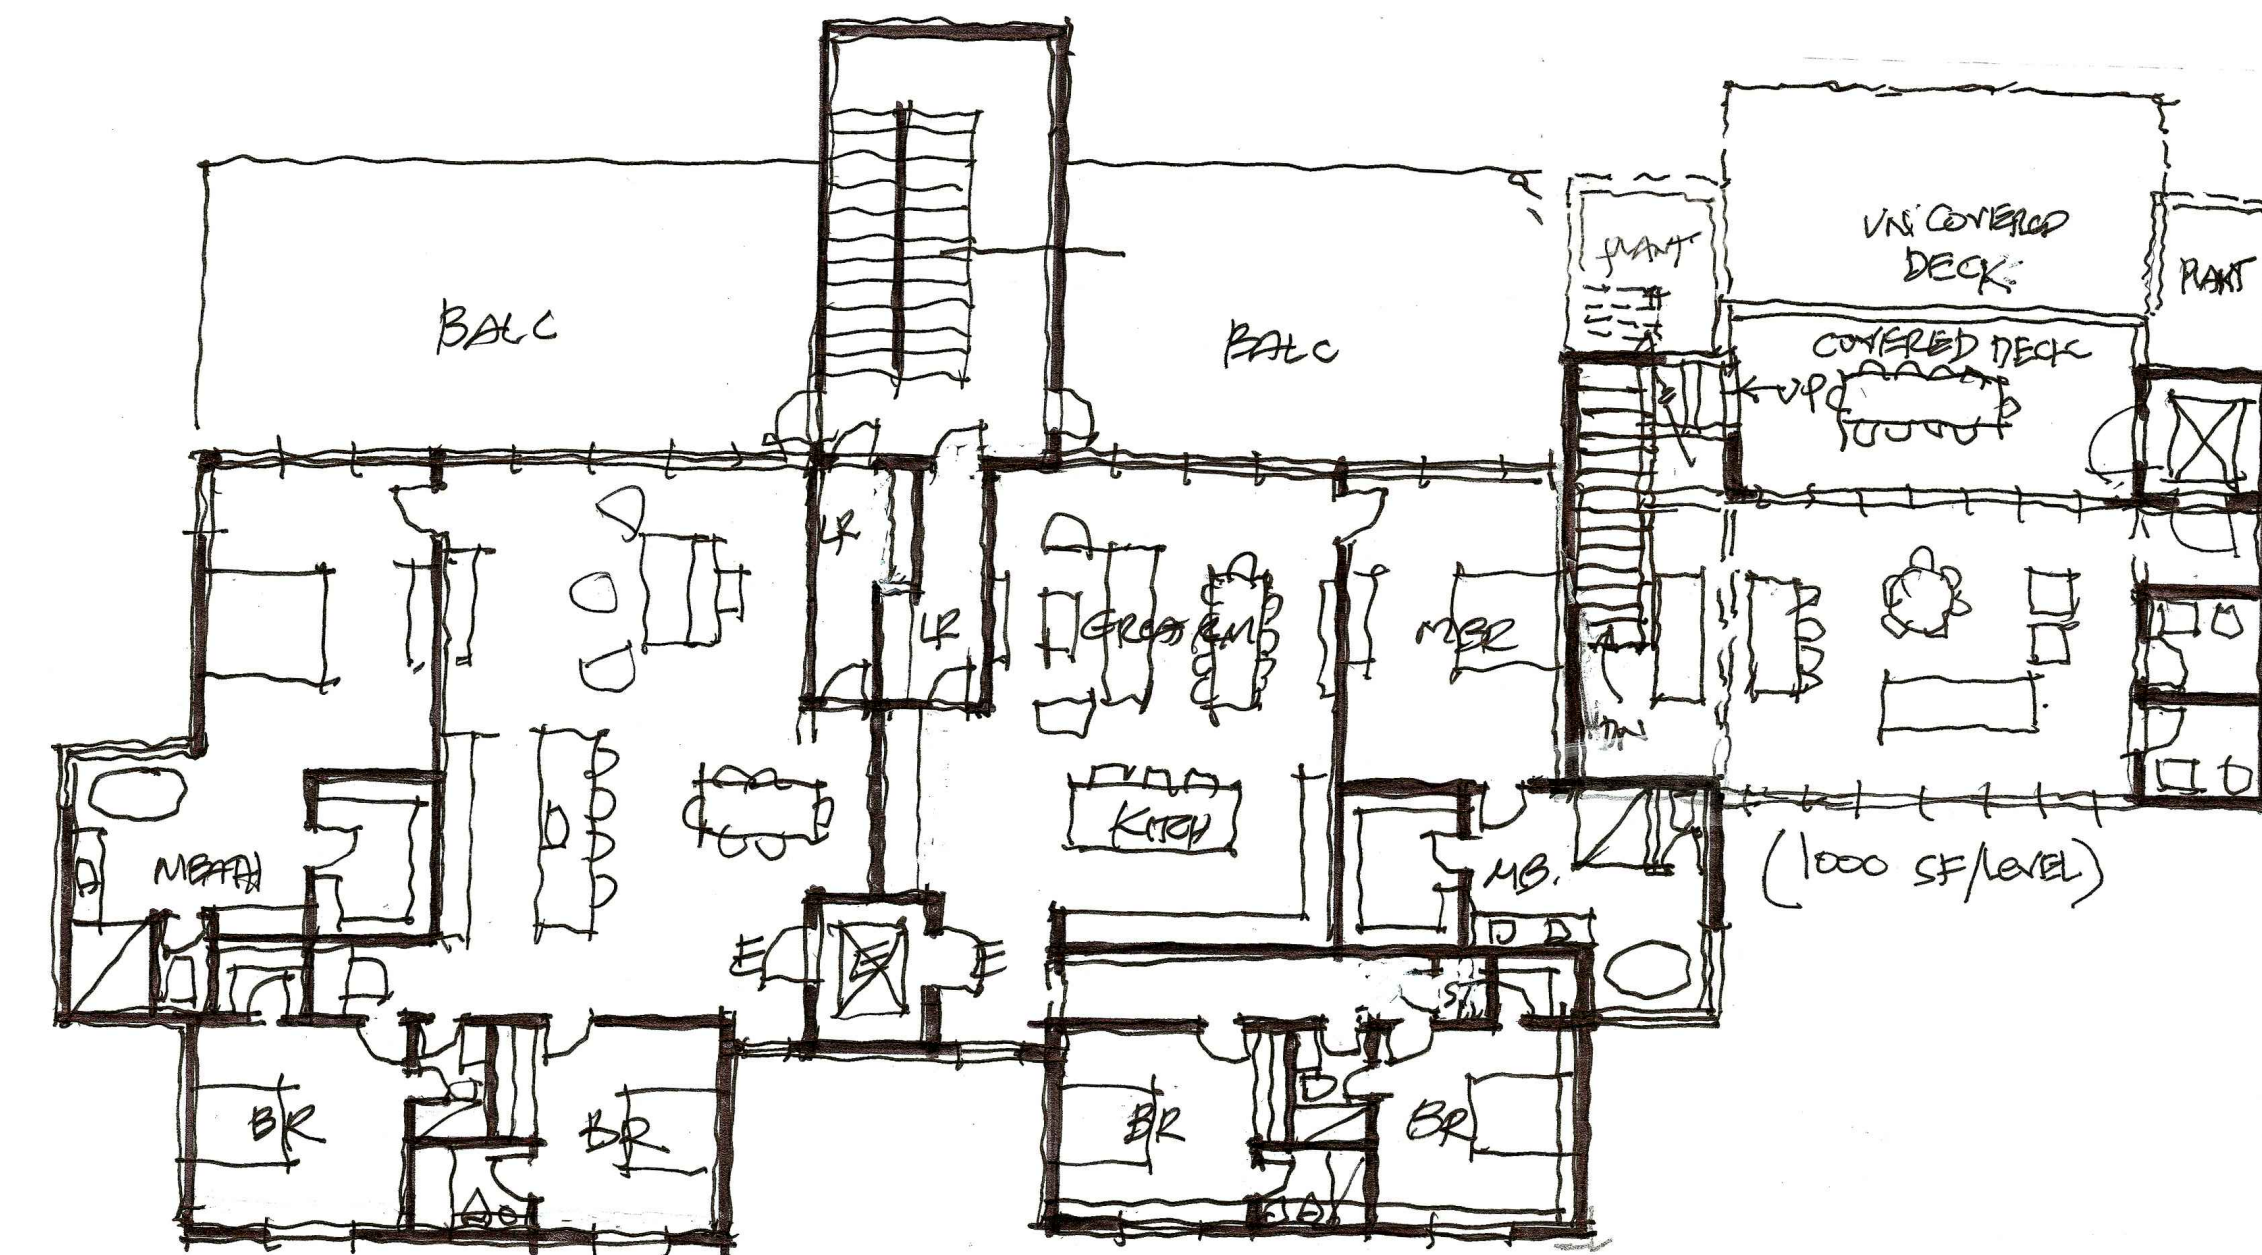 BALC
BALC
PLANT
UNCOVERED
DECK
PLANT
COVERED DECK
UP
LR
LR
GREAT RM
MBR
DN
KITCH
MBATH
MB.
(1000 SF/LEVEL)
E
ST
BR
BR
BR
BR